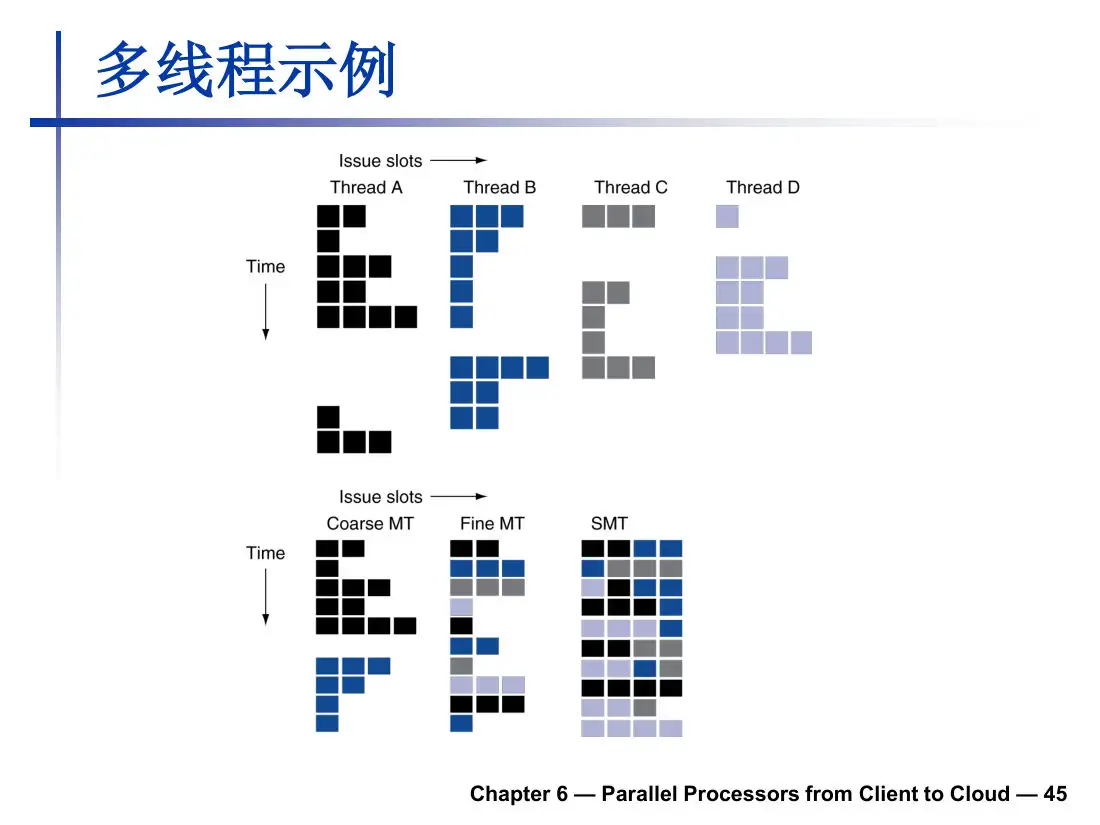 多线程示例
Issue slots
Thread A Thread B Thread C Thread D
Time
Issue slots
Coarse MT Fine MT SMT
Time
Chapter 6 — Parallel Processors from Client to Cloud — 45